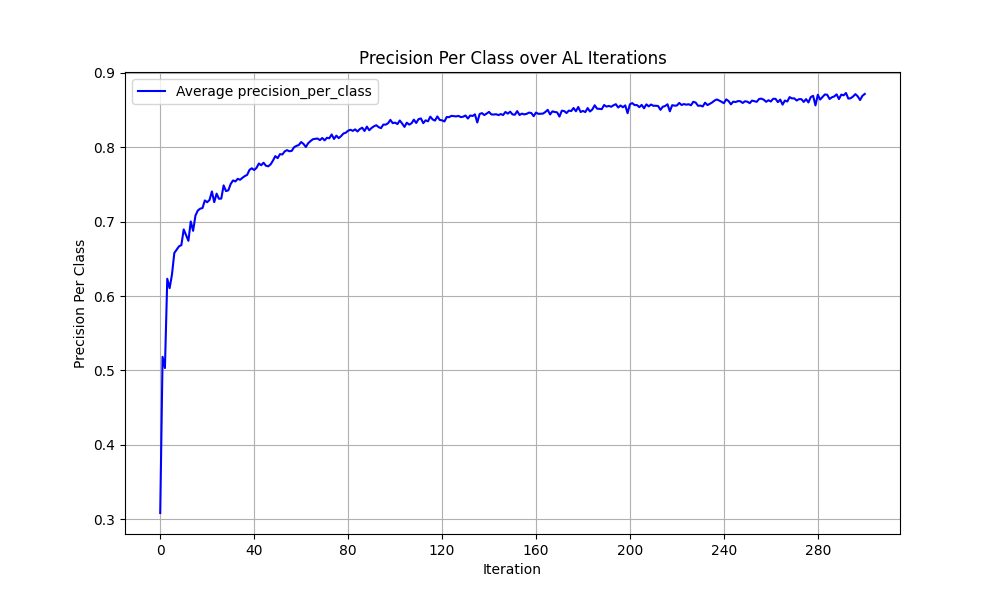 Precision Per Class over AL Iterations
Average precision_per_class
Precision Per Class
0.9
0.8
0.7
0.6
0.5
0.4
0.3
0 40 80 120 160 200 240 280
Iteration